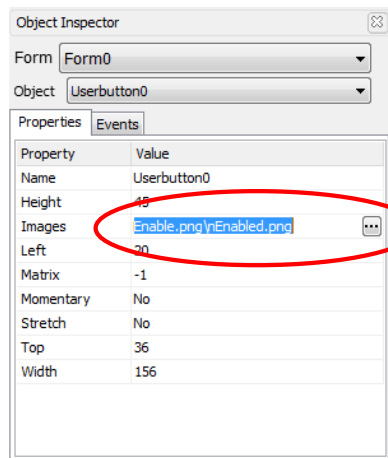 Object Inspector
Form Form0
Object Userbutton0
Properties Events
Property Value
Name Userbutton0
Height 45
Images Enable.png\nEnabled.png ...
Left 20
Matrix -1
Momentary No
Stretch No
Top 36
Width 156